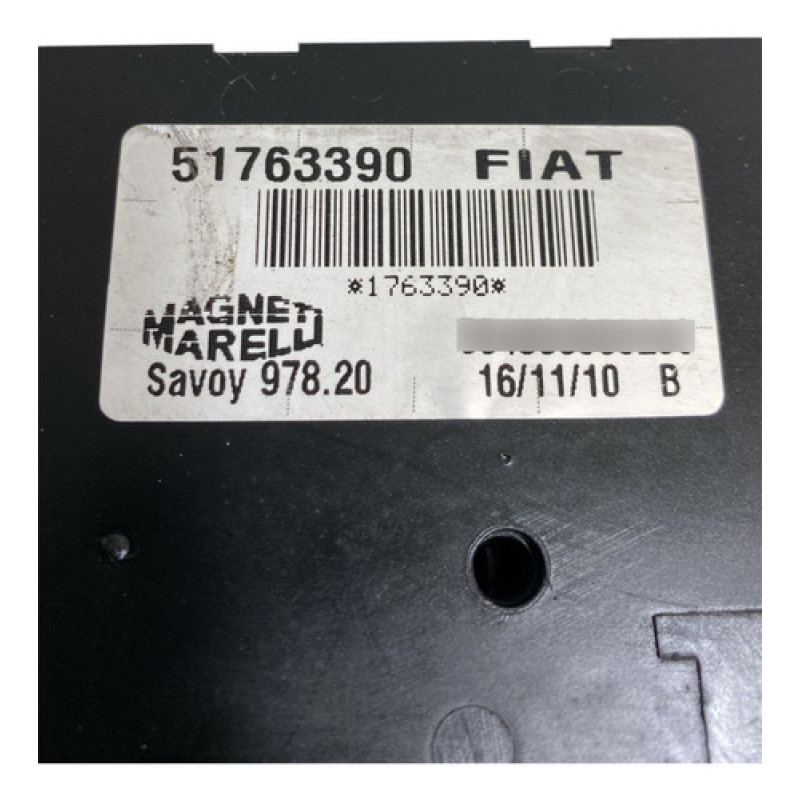 51763390 FIAT
*1763390*
MAGNETI
MARELLI
Savoy 978.20 16/11/10 B